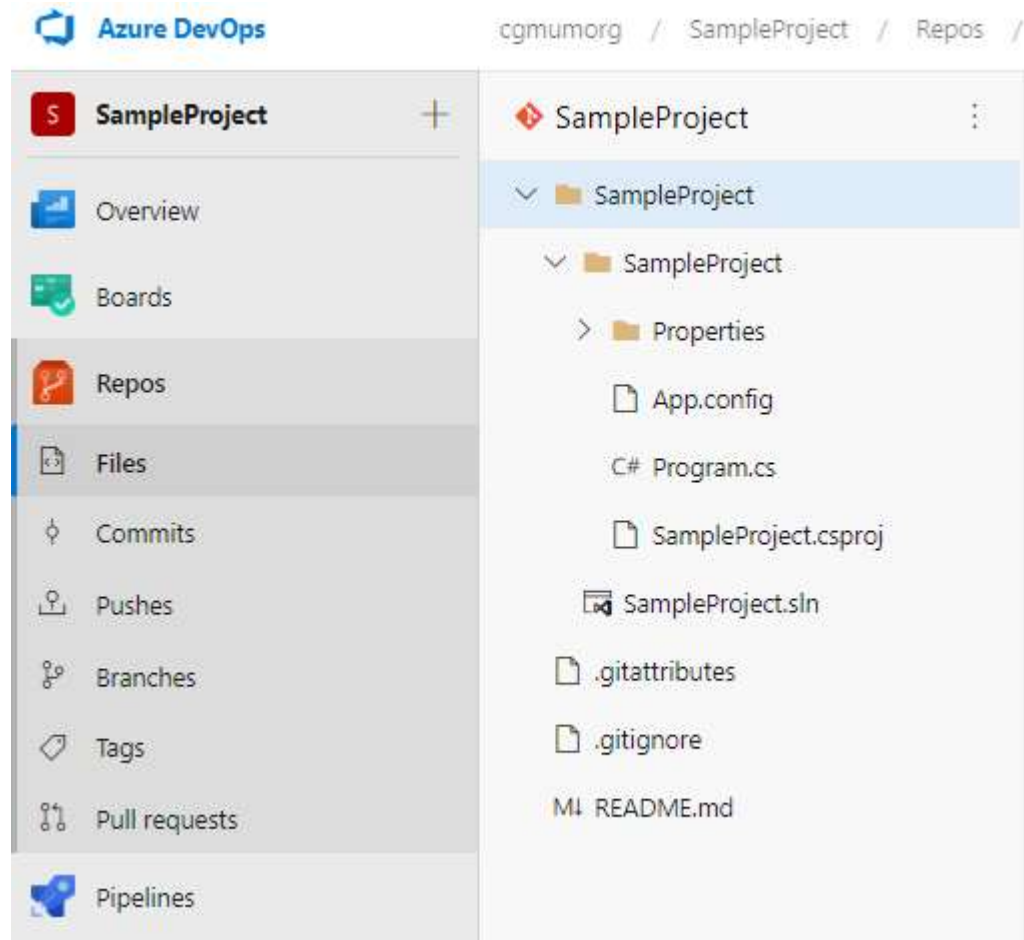 Azure DevOps
cgmumorg / SampleProject / Repos /
S SampleProject +
Overview
Boards
Repos
Files
Commits
Pushes
Branches
Tags
Pull requests
Pipelines
SampleProject
SampleProject
SampleProject
Properties
App.config
C# Program.cs
SampleProject.csproj
SampleProject.sln
.gitattributes
.gitignore
M↓ README.md